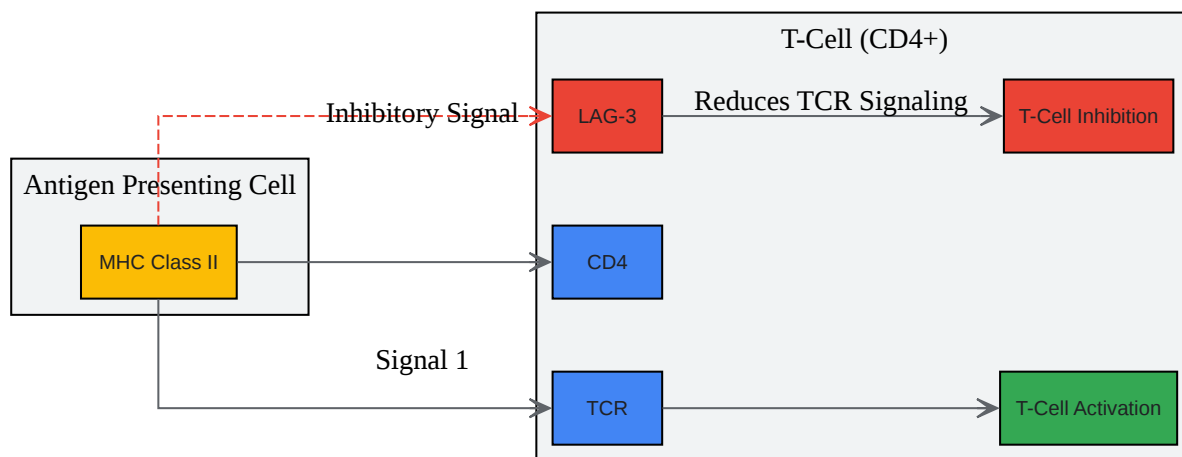 T-Cell (CD4+)
Inhibitory Signal
LAG-3
Reduces TCR Signaling
T-Cell Inhibition
Antigen Presenting Cell
MHC Class II
CD4
Signal 1
TCR
T-Cell Activation